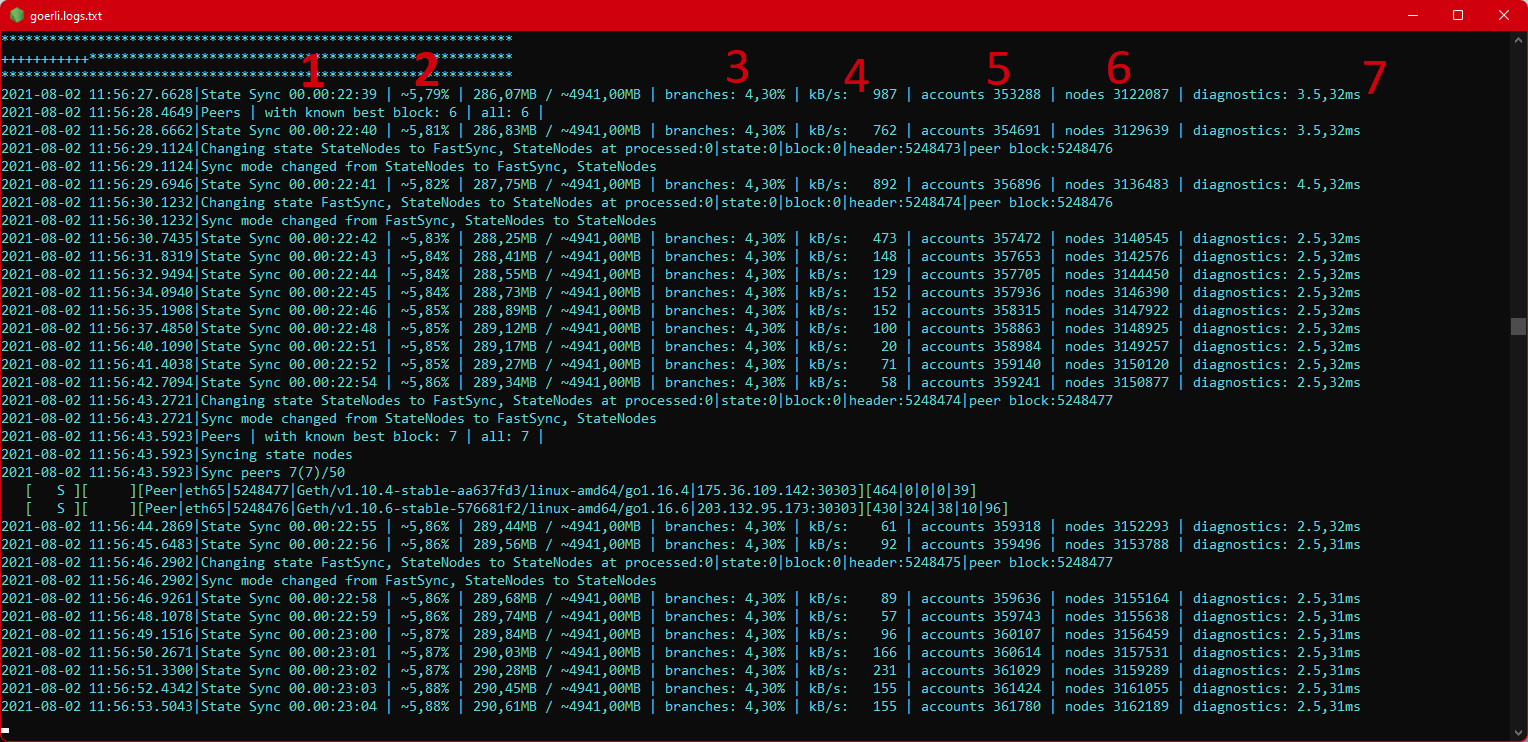 goerli.logs.txt
****************************************************************
+++++++++++*****************************************************
****************************************************************
1 2 3 4 5 6 7
2021-08-02 11:56:27.6628|State Sync 00.00:22:39 | ~5,79% | 286,07MB / ~4941,00MB | branches: 4,30% | kB/s:   987 | accounts 353288 | nodes 3122087 | diagnostics: 3.5,32ms
2021-08-02 11:56:28.4649|Peers | with known best block: 6 | all: 6 |
2021-08-02 11:56:28.6662|State Sync 00.00:22:40 | ~5,81% | 286,83MB / ~4941,00MB | branches: 4,30% | kB/s:   762 | accounts 354691 | nodes 3129639 | diagnostics: 3.5,32ms
2021-08-02 11:56:29.1124|Changing state StateNodes to FastSync, StateNodes at processed:0|state:0|block:0|header:5248473|peer block:5248476
2021-08-02 11:56:29.1124|Sync mode changed from StateNodes to FastSync, StateNodes
2021-08-02 11:56:29.6946|State Sync 00.00:22:41 | ~5,82% | 287,75MB / ~4941,00MB | branches: 4,30% | kB/s:   892 | accounts 356896 | nodes 3136483 | diagnostics: 4.5,32ms
2021-08-02 11:56:30.1232|Changing state FastSync, StateNodes to StateNodes at processed:0|state:0|block:0|header:5248474|peer block:5248476
2021-08-02 11:56:30.1232|Sync mode changed from FastSync, StateNodes to StateNodes
2021-08-02 11:56:30.7435|State Sync 00.00:22:42 | ~5,83% | 288,25MB / ~4941,00MB | branches: 4,30% | kB/s:   473 | accounts 357472 | nodes 3140545 | diagnostics: 2.5,32ms
2021-08-02 11:56:31.8319|State Sync 00.00:22:43 | ~5,84% | 288,41MB / ~4941,00MB | branches: 4,30% | kB/s:   148 | accounts 357653 | nodes 3142576 | diagnostics: 2.5,32ms
2021-08-02 11:56:32.9494|State Sync 00.00:22:44 | ~5,84% | 288,55MB / ~4941,00MB | branches: 4,30% | kB/s:   129 | accounts 357705 | nodes 3144450 | diagnostics: 2.5,32ms
2021-08-02 11:56:34.0940|State Sync 00.00:22:45 | ~5,84% | 288,73MB / ~4941,00MB | branches: 4,30% | kB/s:   152 | accounts 357936 | nodes 3146390 | diagnostics: 2.5,32ms
2021-08-02 11:56:35.1908|State Sync 00.00:22:46 | ~5,85% | 288,89MB / ~4941,00MB | branches: 4,30% | kB/s:   152 | accounts 358315 | nodes 3147922 | diagnostics: 2.5,32ms
2021-08-02 11:56:37.4850|State Sync 00.00:22:48 | ~5,85% | 289,12MB / ~4941,00MB | branches: 4,30% | kB/s:   100 | accounts 358863 | nodes 3148925 | diagnostics: 2.5,32ms
2021-08-02 11:56:40.1090|State Sync 00.00:22:51 | ~5,85% | 289,17MB / ~4941,00MB | branches: 4,30% | kB/s:    20 | accounts 358984 | nodes 3149257 | diagnostics: 2.5,32ms
2021-08-02 11:56:41.4038|State Sync 00.00:22:52 | ~5,85% | 289,27MB / ~4941,00MB | branches: 4,30% | kB/s:    71 | accounts 359140 | nodes 3150120 | diagnostics: 2.5,32ms
2021-08-02 11:56:42.7094|State Sync 00.00:22:54 | ~5,86% | 289,34MB / ~4941,00MB | branches: 4,30% | kB/s:    58 | accounts 359241 | nodes 3150877 | diagnostics: 2.5,32ms
2021-08-02 11:56:43.2721|Changing state StateNodes to FastSync, StateNodes at processed:0|state:0|block:0|header:5248474|peer block:5248477
2021-08-02 11:56:43.2721|Sync mode changed from StateNodes to FastSync, StateNodes
2021-08-02 11:56:43.5923|Peers | with known best block: 7 | all: 7 |
2021-08-02 11:56:43.5923|Syncing state nodes
2021-08-02 11:56:43.5923|Sync peers 7(7)/50
   [   S ][     ][Peer|eth65|5248477|Geth/v1.10.4-stable-aa637fd3/linux-amd64/go1.16.4|175.36.109.142:30303][464|0|0|0|39]
   [   S ][     ][Peer|eth65|5248476|Geth/v1.10.6-stable-576681f2/linux-amd64/go1.16.6|203.132.95.173:30303][430|324|38|10|96]
2021-08-02 11:56:44.2869|State Sync 00.00:22:55 | ~5,86% | 289,44MB / ~4941,00MB | branches: 4,30% | kB/s:    61 | accounts 359318 | nodes 3152293 | diagnostics: 2.5,32ms
2021-08-02 11:56:45.6483|State Sync 00.00:22:56 | ~5,86% | 289,56MB / ~4941,00MB | branches: 4,30% | kB/s:    92 | accounts 359496 | nodes 3153788 | diagnostics: 2.5,31ms
2021-08-02 11:56:46.2902|Changing state FastSync, StateNodes to StateNodes at processed:0|state:0|block:0|header:5248475|peer block:5248477
2021-08-02 11:56:46.2902|Sync mode changed from FastSync, StateNodes to StateNodes
2021-08-02 11:56:46.9261|State Sync 00.00:22:58 | ~5,86% | 289,68MB / ~4941,00MB | branches: 4,30% | kB/s:    89 | accounts 359636 | nodes 3155164 | diagnostics: 2.5,31ms
2021-08-02 11:56:48.1078|State Sync 00.00:22:59 | ~5,86% | 289,74MB / ~4941,00MB | branches: 4,30% | kB/s:    57 | accounts 359743 | nodes 3155638 | diagnostics: 2.5,31ms
2021-08-02 11:56:49.1516|State Sync 00.00:23:00 | ~5,87% | 289,84MB / ~4941,00MB | branches: 4,30% | kB/s:    96 | accounts 360107 | nodes 3156459 | diagnostics: 2.5,31ms
2021-08-02 11:56:50.2671|State Sync 00.00:23:01 | ~5,87% | 290,03MB / ~4941,00MB | branches: 4,30% | kB/s:   166 | accounts 360614 | nodes 3157531 | diagnostics: 2.5,31ms
2021-08-02 11:56:51.3300|State Sync 00.00:23:02 | ~5,87% | 290,28MB / ~4941,00MB | branches: 4,30% | kB/s:   231 | accounts 361029 | nodes 3159289 | diagnostics: 2.5,31ms
2021-08-02 11:56:52.4342|State Sync 00.00:23:03 | ~5,88% | 290,45MB / ~4941,00MB | branches: 4,30% | kB/s:   155 | accounts 361424 | nodes 3161055 | diagnostics: 2.5,31ms
2021-08-02 11:56:53.5043|State Sync 00.00:23:04 | ~5,88% | 290,61MB / ~4941,00MB | branches: 4,30% | kB/s:   155 | accounts 361780 | nodes 3162189 | diagnostics: 2.5,31ms